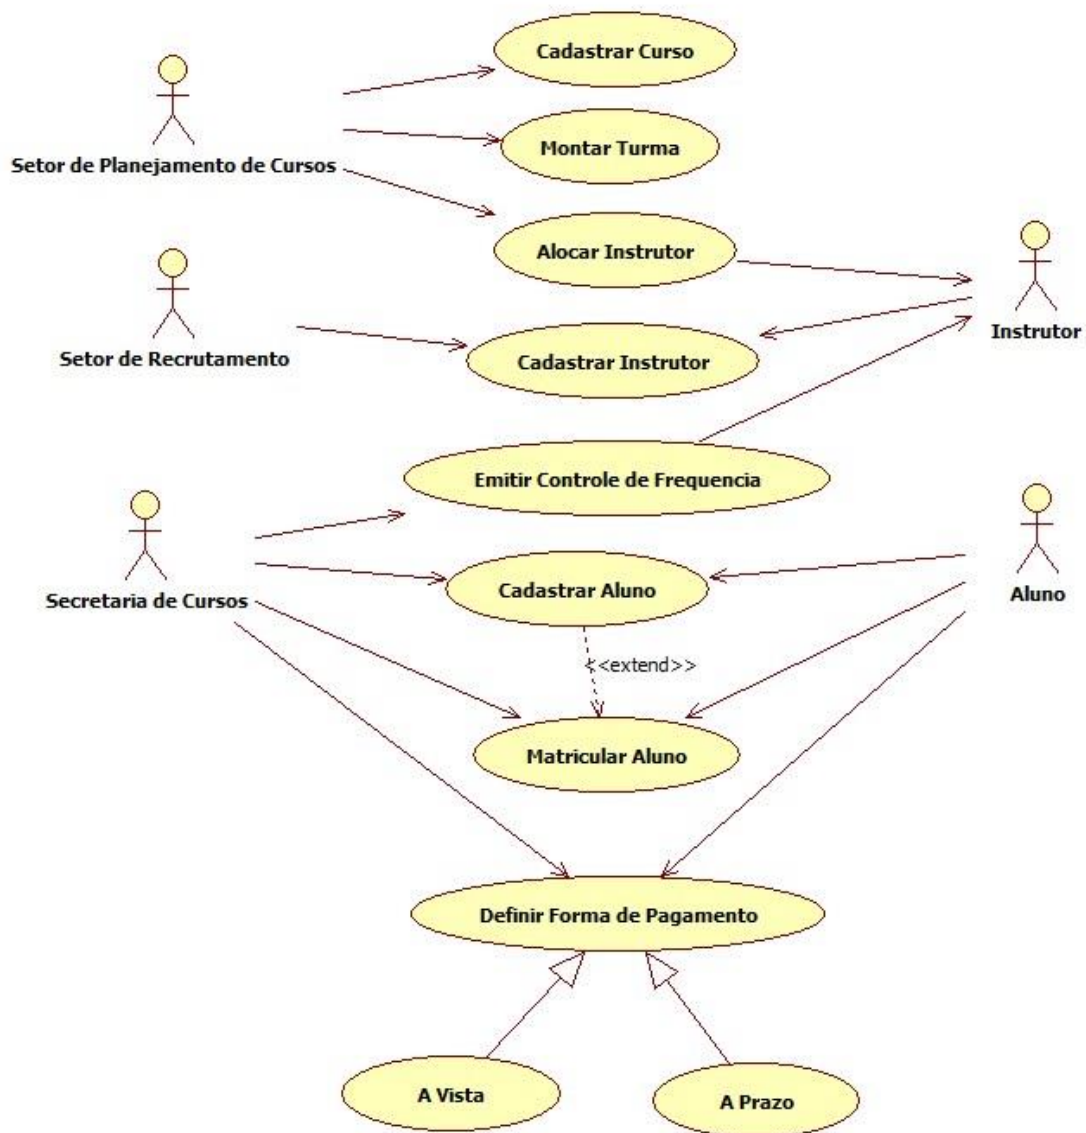 Cadastrar Curso
Montar Turma
Setor de Planejamento de Cursos
Alocar Instrutor
Instrutor
Setor de Recrutamento
Cadastrar Instrutor
Emitir Controle de Frequencia
Secretaria de Cursos
Cadastrar Aluno
Aluno
<<extend>>
Matricular Aluno
Definir Forma de Pagamento
A Vista
A Prazo